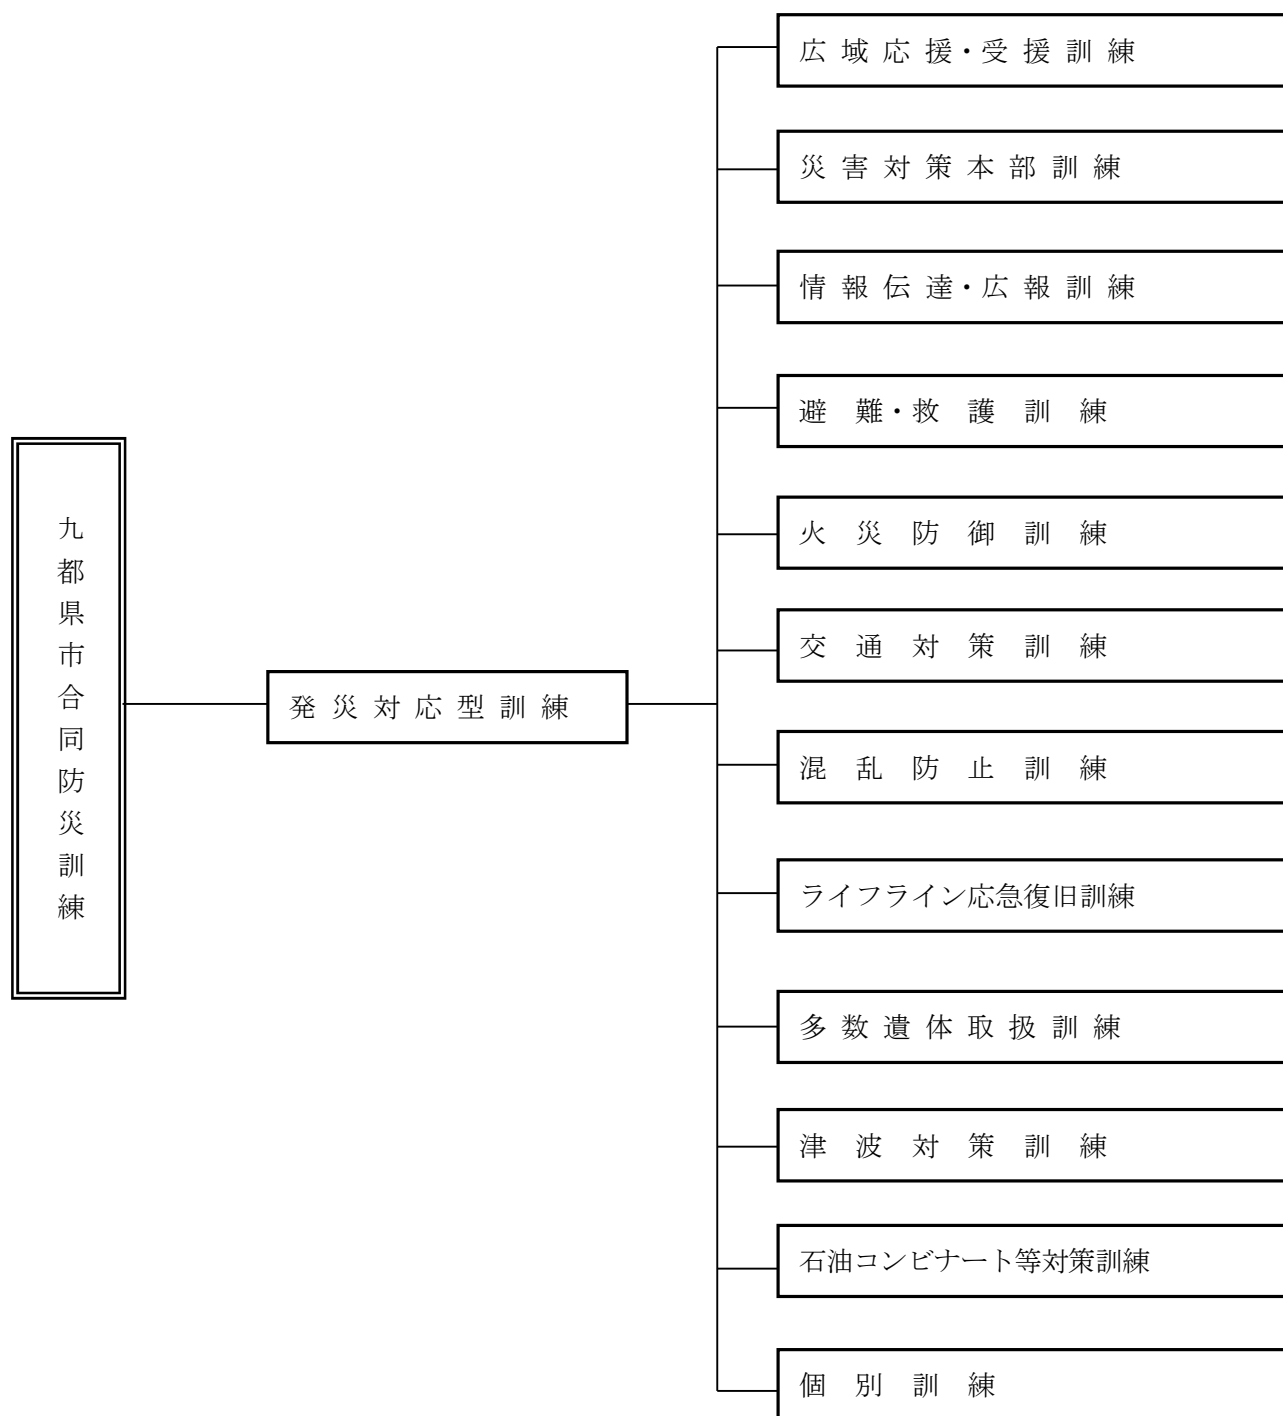 九都県市合同防災訓練
発災対応型訓練
広域応援・受援訓練
災害対策本部訓練
情報伝達・広報訓練
避難・救護訓練
火災防御訓練
交通対策訓練
混乱防止訓練
ライフライン応急復旧訓練
多数遺体取扱訓練
津波対策訓練
石油コンビナート等対策訓練
個別訓練